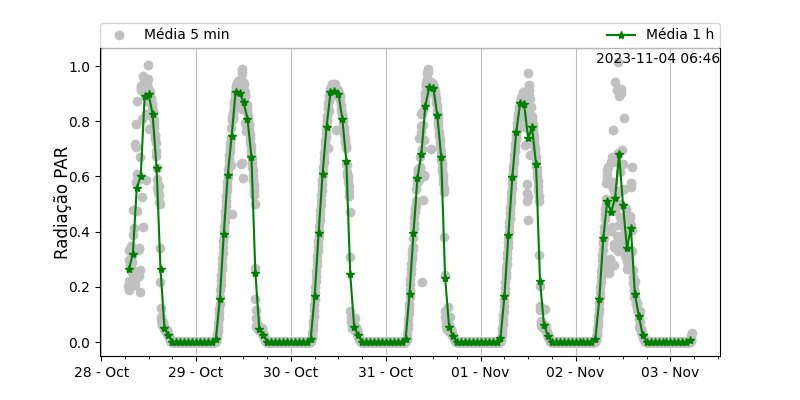 Média 5 min
Média 1 h
2023-11-04 06:46
Radiação PAR
1.0
0.8
0.6
0.4
0.2
0.0
28 - Oct
29 - Oct
30 - Oct
31 - Oct
01 - Nov
02 - Nov
03 - Nov